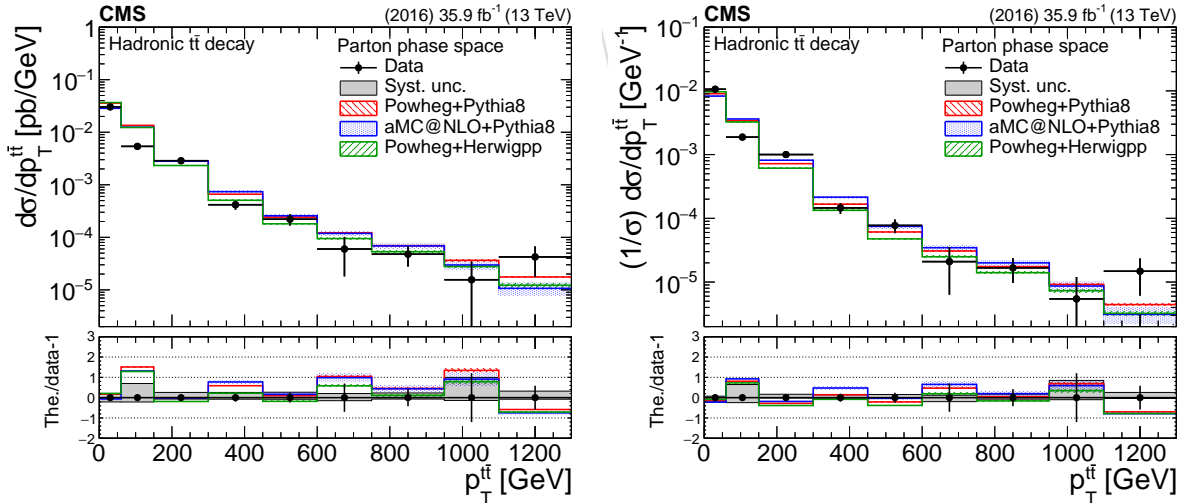 CMS (2016) 35.9 fb⁻¹ (13 TeV)
Hadronic tt̄ decay
Parton phase space
Data
Syst. unc.
Powheg+Pythia8
aMC@NLO+Pythia8
Powheg+Herwigpp
dσ/dp_T^{tt̄} [pb/GeV]
1
10⁻¹
10⁻²
10⁻³
10⁻⁴
10⁻⁵
The./data-1
3
2
1
0
−1
−2
0 200 400 600 800 1000 1200
p_T^{tt̄} [GeV]
CMS (2016) 35.9 fb⁻¹ (13 TeV)
Hadronic tt̄ decay
Parton phase space
Data
Syst. unc.
Powheg+Pythia8
aMC@NLO+Pythia8
Powheg+Herwigpp
(1/σ) dσ/dp_T^{tt̄} [GeV⁻¹]
10⁻¹
10⁻²
10⁻³
10⁻⁴
10⁻⁵
The./data-1
3
2
1
0
−1
−2
0 200 400 600 800 1000 1200
p_T^{tt̄} [GeV]